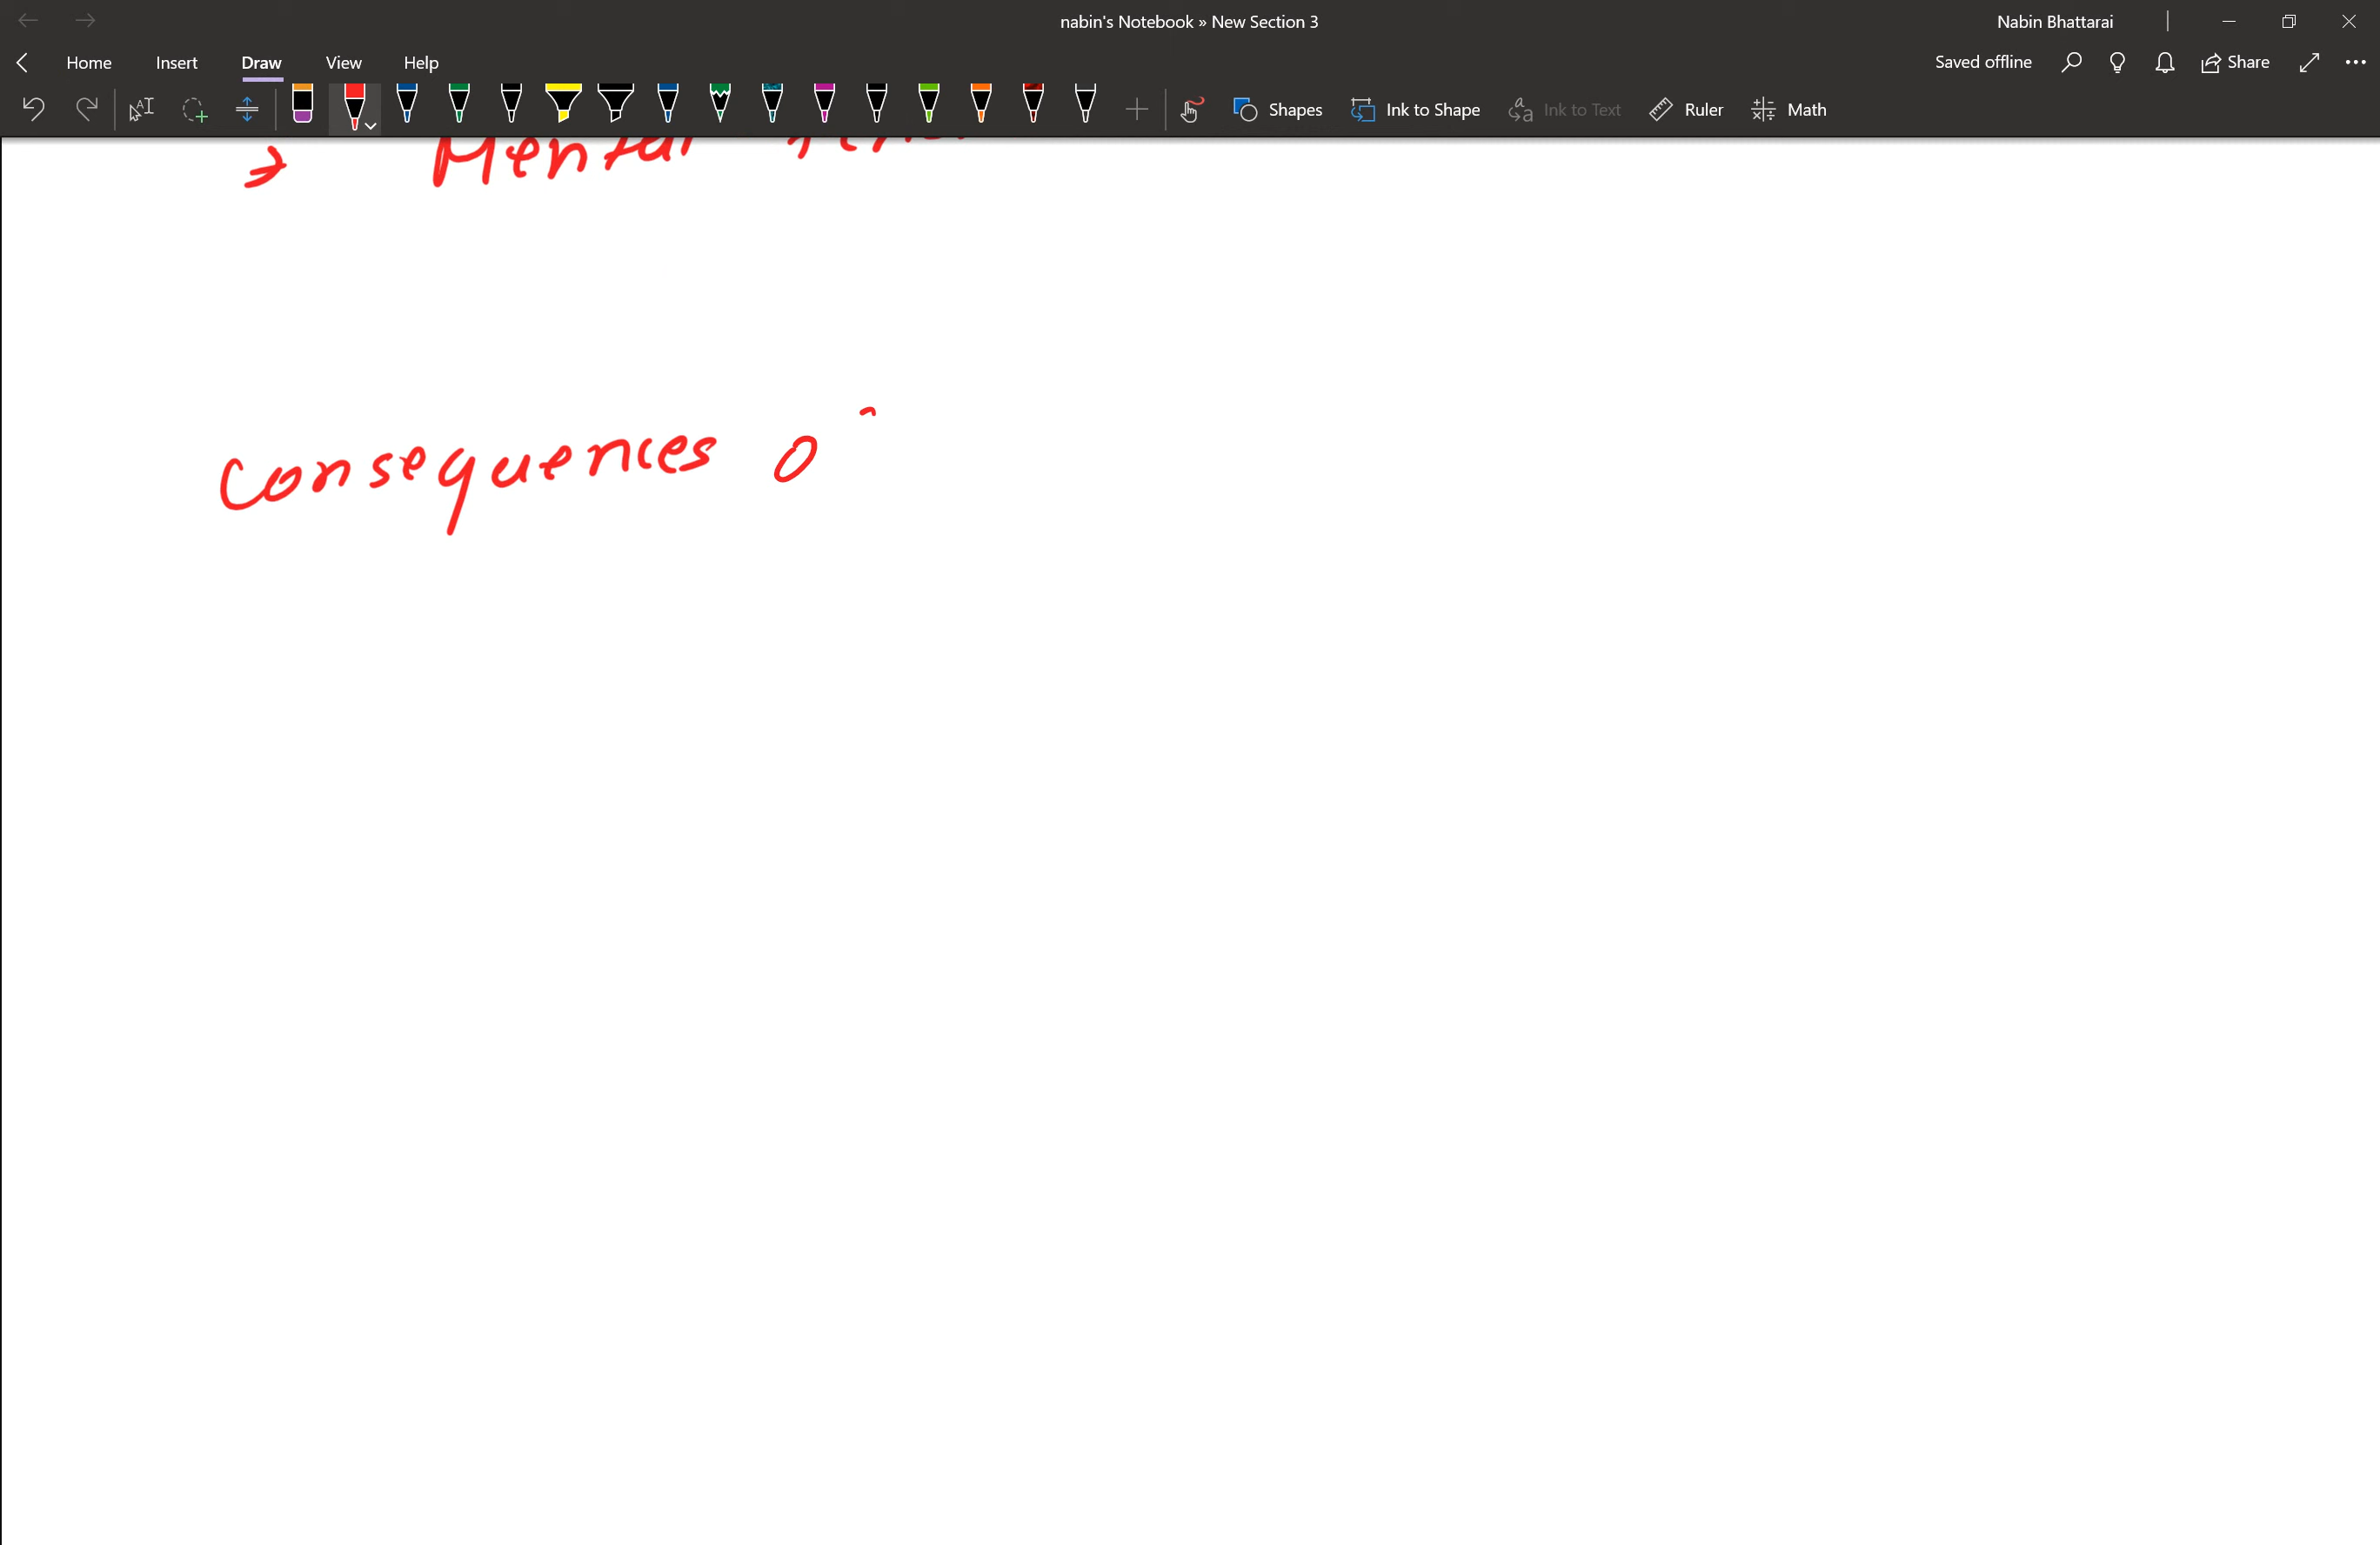 nabin's Notebook » New Section 3
Nabin Bhattarai
Home Insert Draw View Help
Saved offline
Share
Shapes
Ink to Shape
Ink to Text
Ruler
Math
→ Mental
Consequences o